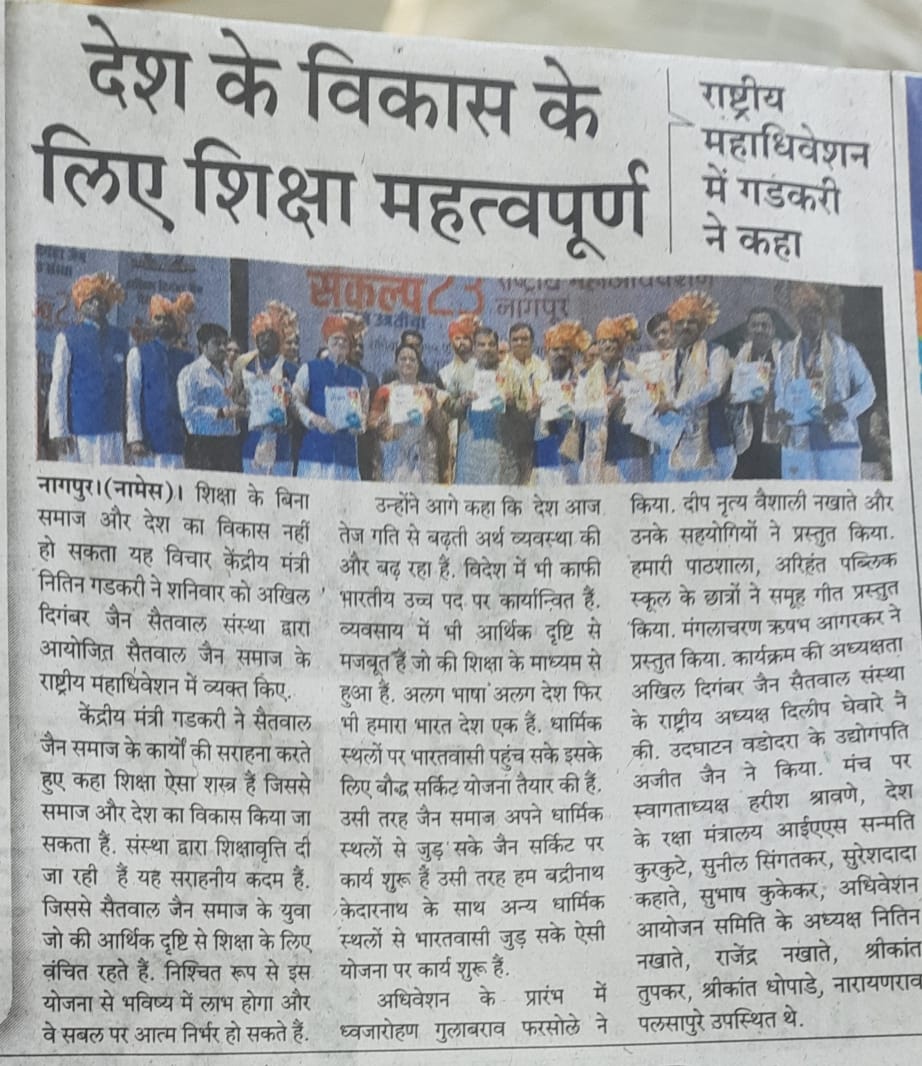 देश के विकास के
लिए शिक्षा महत्वपूर्ण
राष्ट्रीय
महाधिवेशन
में गडकरी
ने कहा
संकल्प
राष्ट्रीय महाअधिवेशन
नागपुर
नागपुर।(नामेस)। शिक्षा के बिना
समाज और देश का विकास नहीं
हो सकता यह विचार केंद्रीय मंत्री
नितिन गडकरी ने शनिवार को अखिल
दिगंबर जैन सैतवाल संस्था द्वारा
आयोजित सैतवाल जैन समाज के
राष्ट्रीय महाधिवेशन में व्यक्त किए.
केंद्रीय मंत्री गडकरी ने सैतवाल
जैन समाज के कार्यों की सराहना करते
हुए कहा शिक्षा ऐसा शस्त्र हैं जिससे
समाज और देश का विकास किया जा
सकता हैं. संस्था द्वारा शिक्षावृत्ति दी
जा रही हैं यह सराहनीय कदम हैं.
जिससे सैतवाल जैन समाज के युवा
जो की आर्थिक दृष्टि से शिक्षा के लिए
वंचित रहते हैं. निश्चित रूप से इस
योजना से भविष्य में लाभ होगा और
वे सबल पर आत्म निर्भर हो सकते हैं.
उन्होंने आगे कहा कि देश आज
तेज गति से बढ़ती अर्थ व्यवस्था की
और बढ़ रहा हैं. विदेश में भी काफी
भारतीय उच्च पद पर कार्यान्वित हैं.
व्यवसाय में भी आर्थिक दृष्टि से
मजबूत हैं जो की शिक्षा के माध्यम से
हुआ हैं. अलग भाषा अलग देश फिर
भी हमारा भारत देश एक हैं. धार्मिक
स्थलों पर भारतवासी पहुंच सके इसके
लिए बौद्ध सर्किट योजना तैयार की हैं.
उसी तरह जैन समाज अपने धार्मिक
स्थलों से जुड़ सके जैन सर्किट पर
कार्य शुरू हैं उसी तरह हम बद्रीनाथ
केदारनाथ के साथ अन्य धार्मिक
स्थलों से भारतवासी जुड़ सके ऐसी
योजना पर कार्य शुरू हैं.
अधिवेशन के प्रारंभ में
ध्वजारोहण गुलाबराव फरसोले ने
किया. दीप नृत्य वैशाली नखाते और
उनके सहयोगियों ने प्रस्तुत किया.
हमारी पाठशाला, अरिहंत पब्लिक
स्कूल के छात्रों ने समूह गीत प्रस्तुत
किया. मंगलाचरण ऋषभ आगरकर ने
प्रस्तुत किया. कार्यक्रम की अध्यक्षता
अखिल दिगंबर जैन सैतवाल संस्था
के राष्ट्रीय अध्यक्ष दिलीप घेवारे ने
की. उदघाटन वडोदरा के उद्योगपति
अजीत जैन ने किया. मंच पर
स्वागताध्यक्ष हरीश श्रावणे, देश
के रक्षा मंत्रालय आईएएस सन्मति
कुरकुटे, सुनील सिंगतकर, सुरेशदादा
कहाते, सुभाष कुकेकर, अधिवेशन
आयोजन समिति के अध्यक्ष नितिन
नखाते, राजेंद्र नखाते, श्रीकांत
तुपकर, श्रीकांत धोपाडे, नारायणराव
पलसापुरे उपस्थित थे.